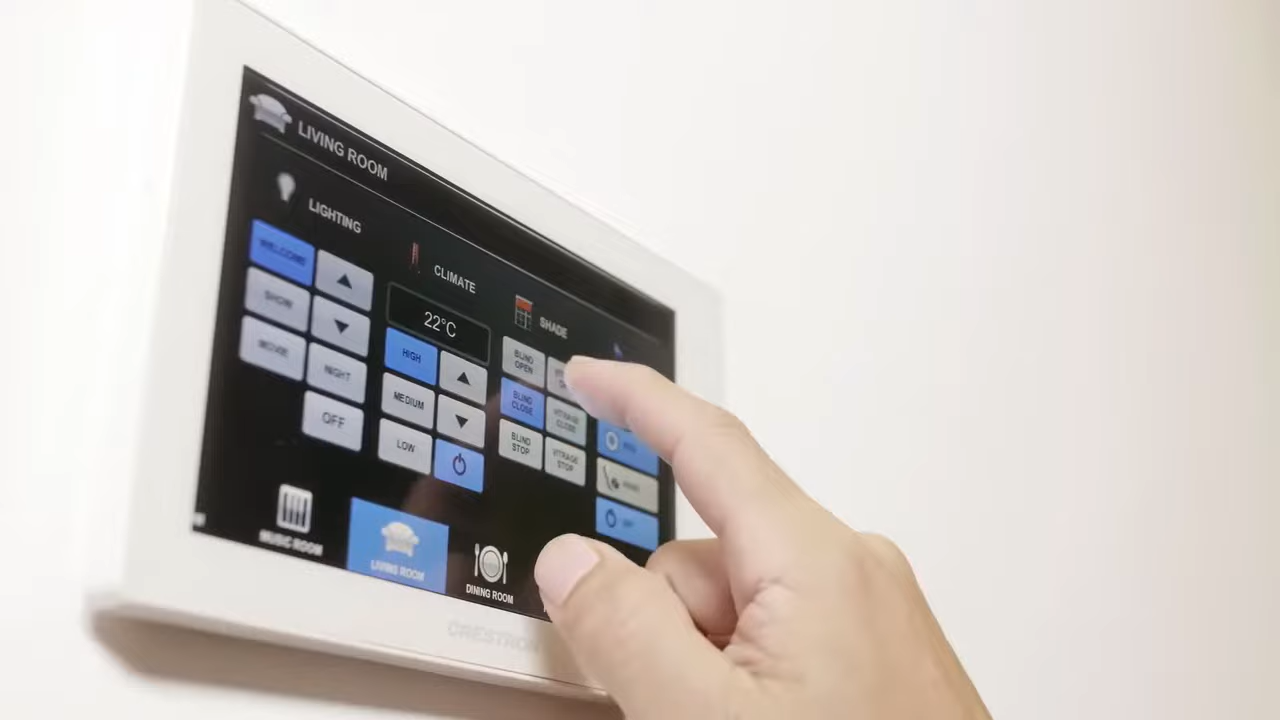 LIVING ROOM
LIGHTING
WELCOME
SHOW
MOVIE
NIGHT
OFF
CLIMATE
22°C
HIGH
MEDIUM
LOW
SHADE
BLIND
OPEN
BLIND
CLOSE
VITRAGE
CLOSE
BLIND
STOP
VITRAGE
STOP
OFF
MUSIC ROOM
LIVING ROOM
DINING ROOM
CRESTRON